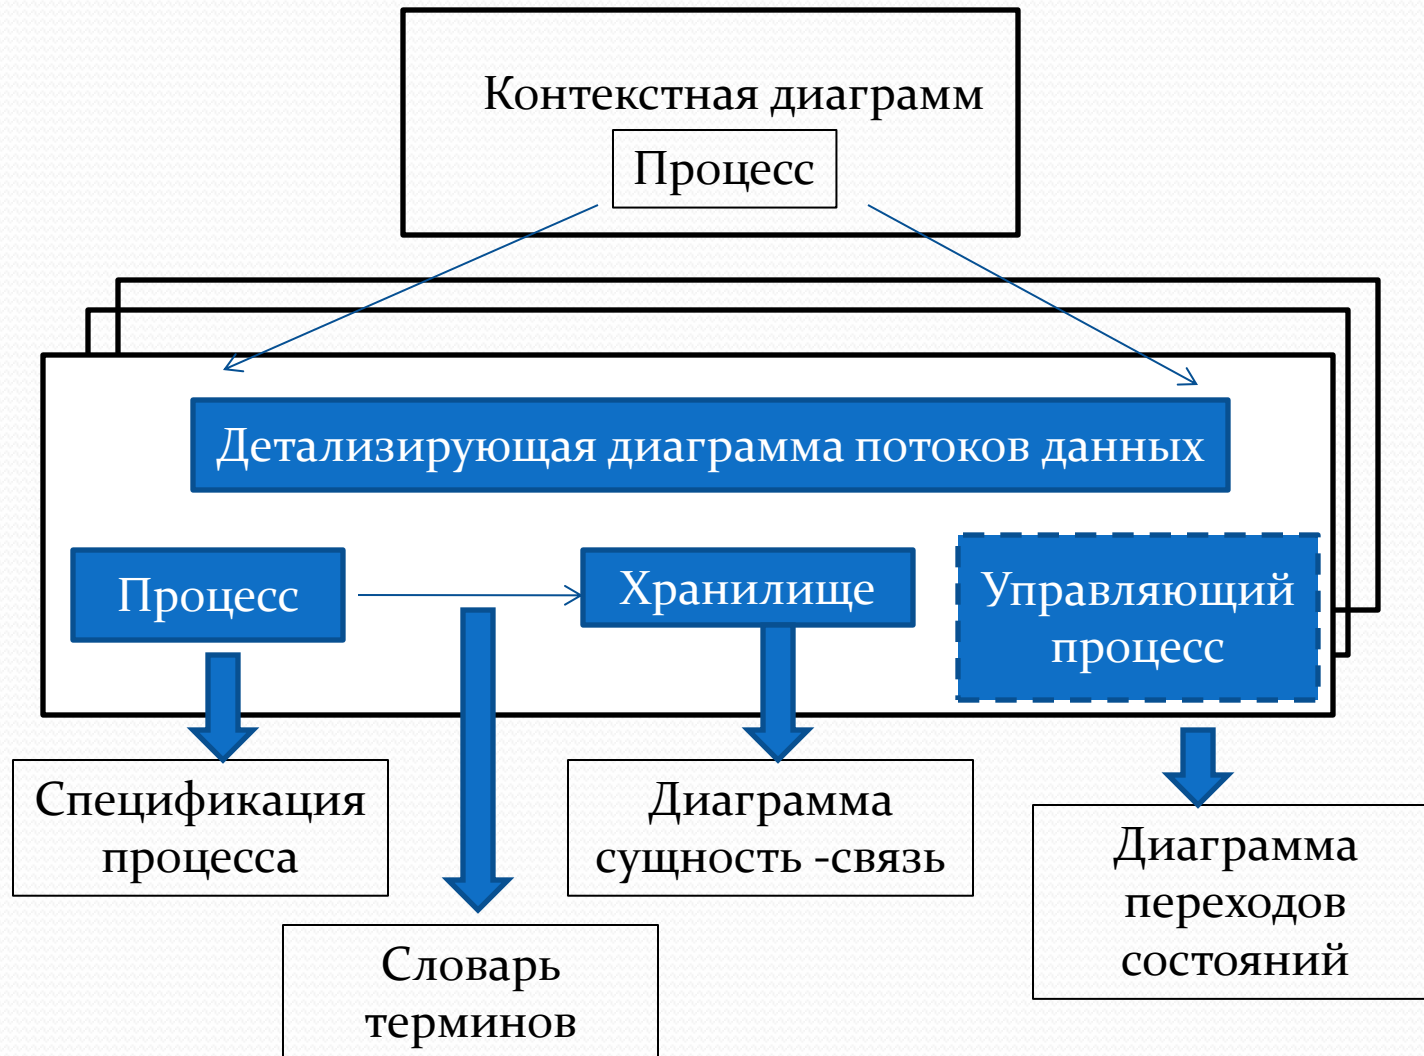 Контекстная диаграмм
Процесс
Детализирующая диаграмма потоков данных
Процесс
Хранилище
Управляющий
процесс
Спецификация
процесса
Диаграмма
сущность -связь
Диаграмма
переходов
состояний
Словарь
терминов